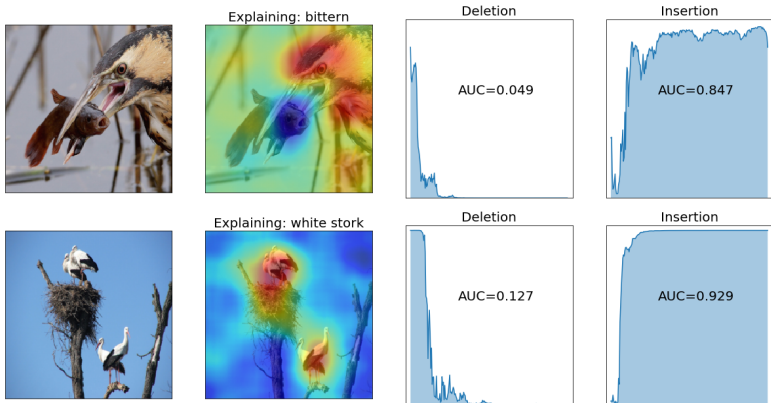 Explaining: bittern
Deletion
Insertion
AUC=0.049
AUC=0.847
Explaining: white stork
Deletion
Insertion
AUC=0.127
AUC=0.929